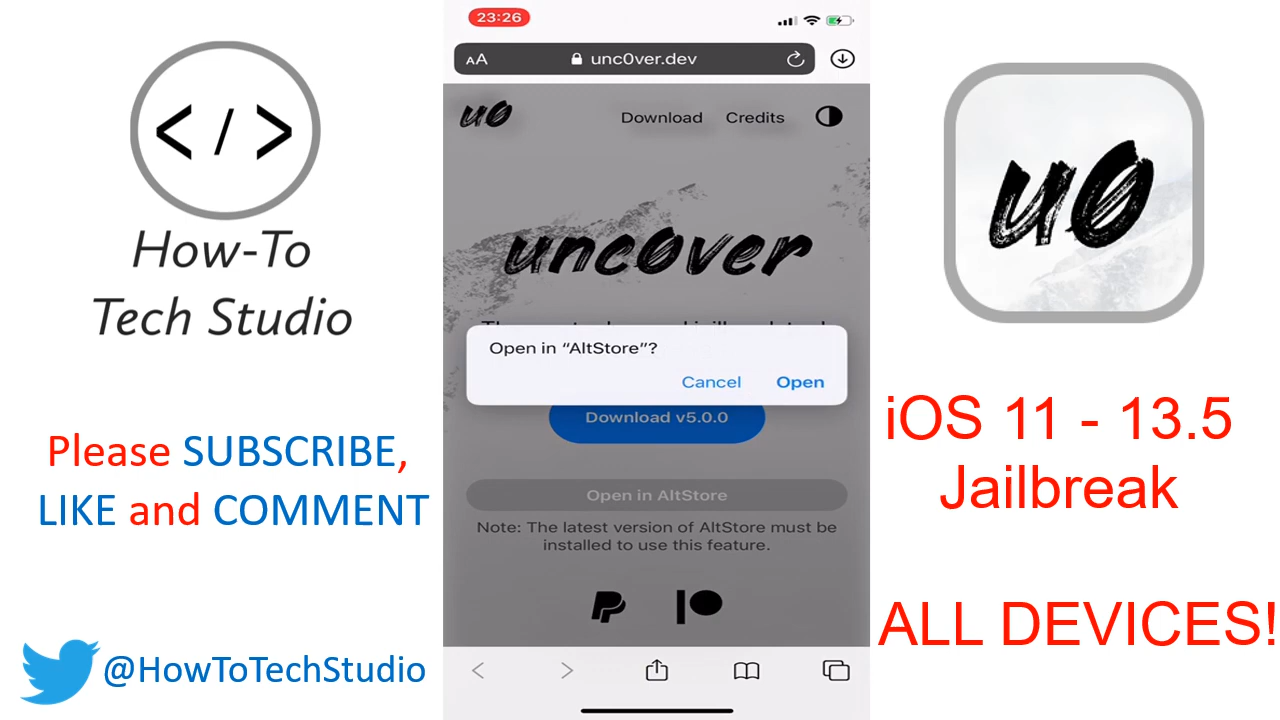 </>
How-To
Tech Studio
Please SUBSCRIBE,
LIKE and COMMENT
@HowToTechStudio
23:26
AA
unc0ver.dev
u0
Download
Credits
unc0ver
Open in “AltStore”?
Cancel
Open
Download v5.0.0
Open in AltStore
Note: The latest version of AltStore must be
installed to use this feature.
u0
iOS 11 - 13.5
Jailbreak
ALL DEVICES!